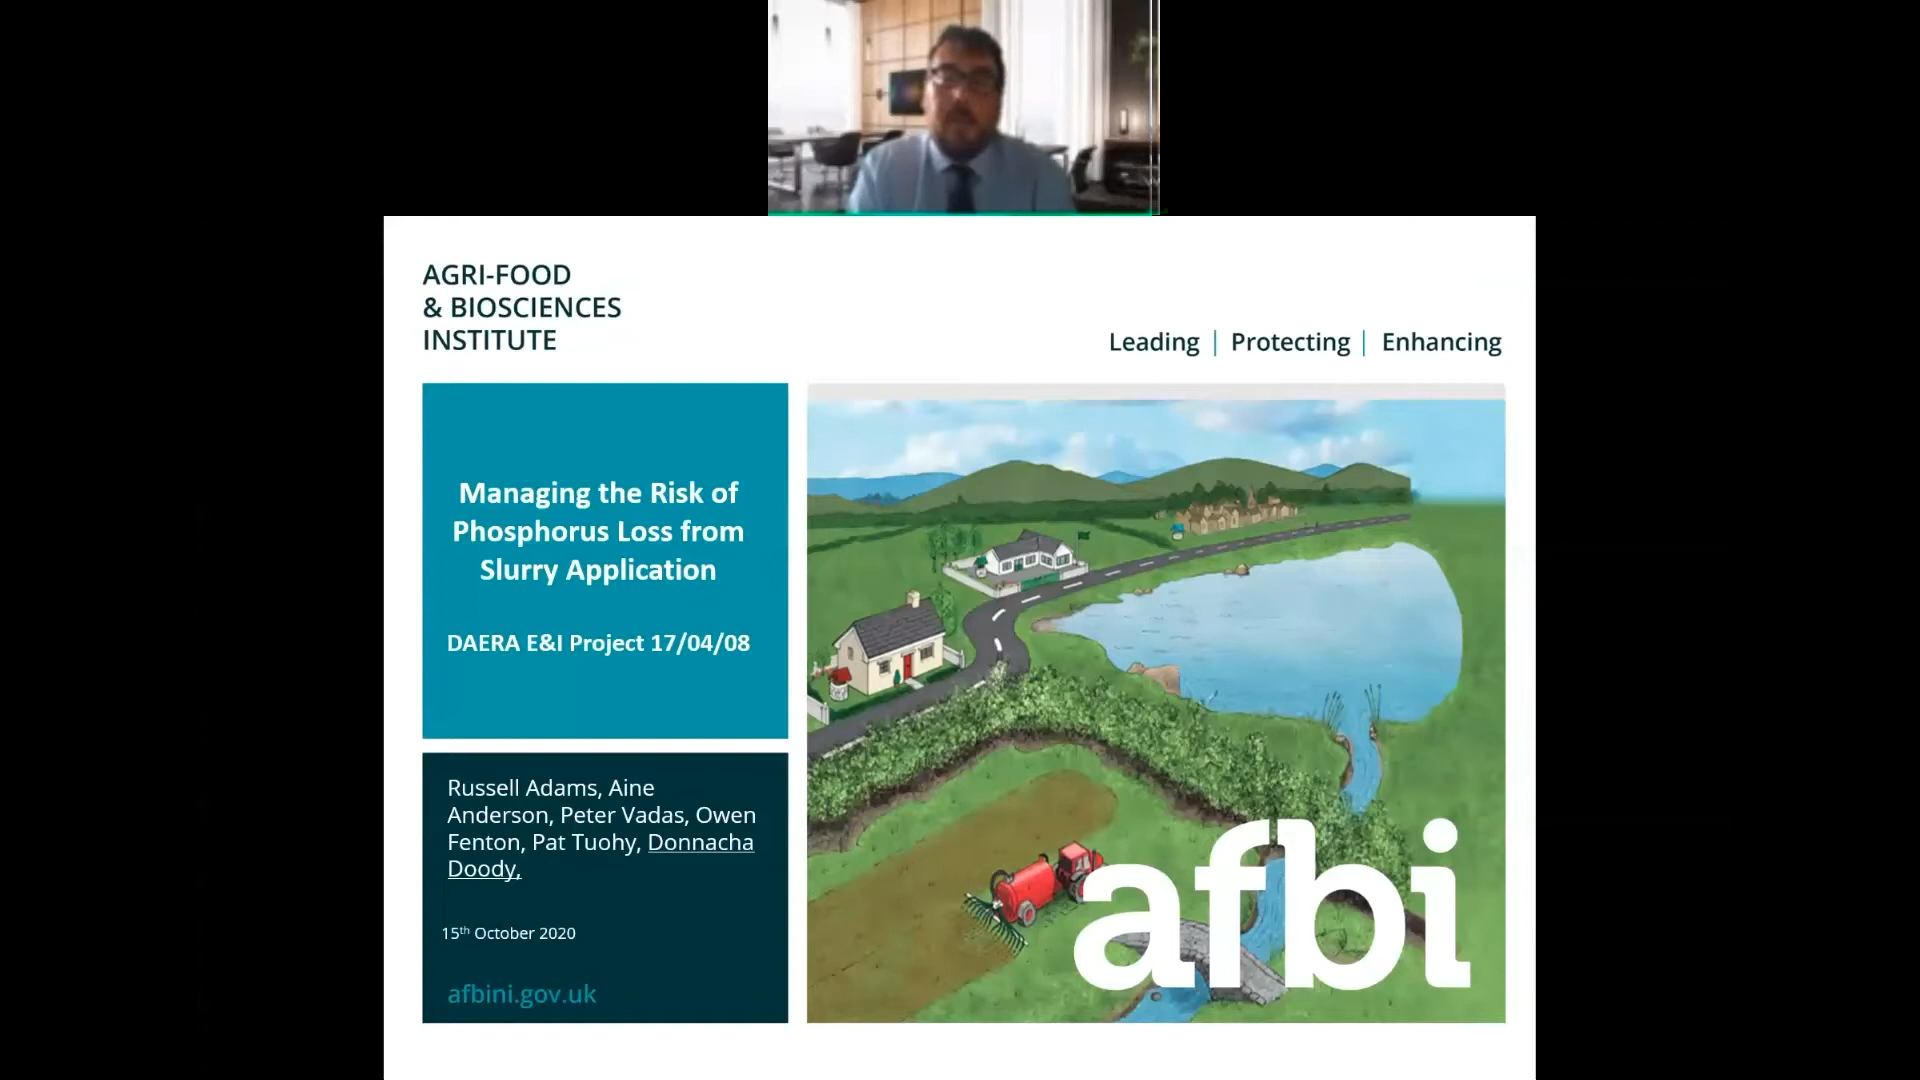 AGRI-FOOD
& BIOSCIENCES
INSTITUTE
Leading | Protecting | Enhancing
Managing the Risk of
Phosphorus Loss from
Slurry Application
DAERA E&I Project 17/04/08
Russell Adams, Aine
Anderson, Peter Vadas, Owen
Fenton, Pat Tuohy, Donnacha
Doody,
15th October 2020
afbini.gov.uk
afbi